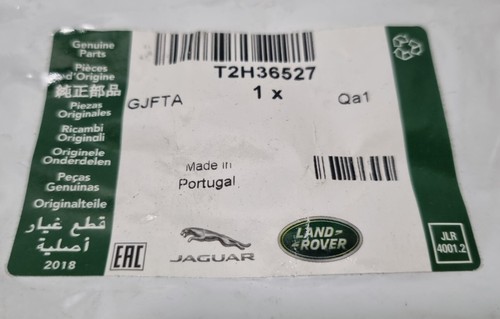 Genuine
Parts
Pièces
d'Origine
純正部品
Piezas
Originales
Ricambi
Originali
Originele
Onderdelen
Peças
Genuinas
Originalteile
قطع غيار
أصلية
2018
T2H36527
1 x
GJFTA
Qa1
Made in
Portugal
EAC
JAGUAR
LAND-
-ROVER
JLR
4001.2